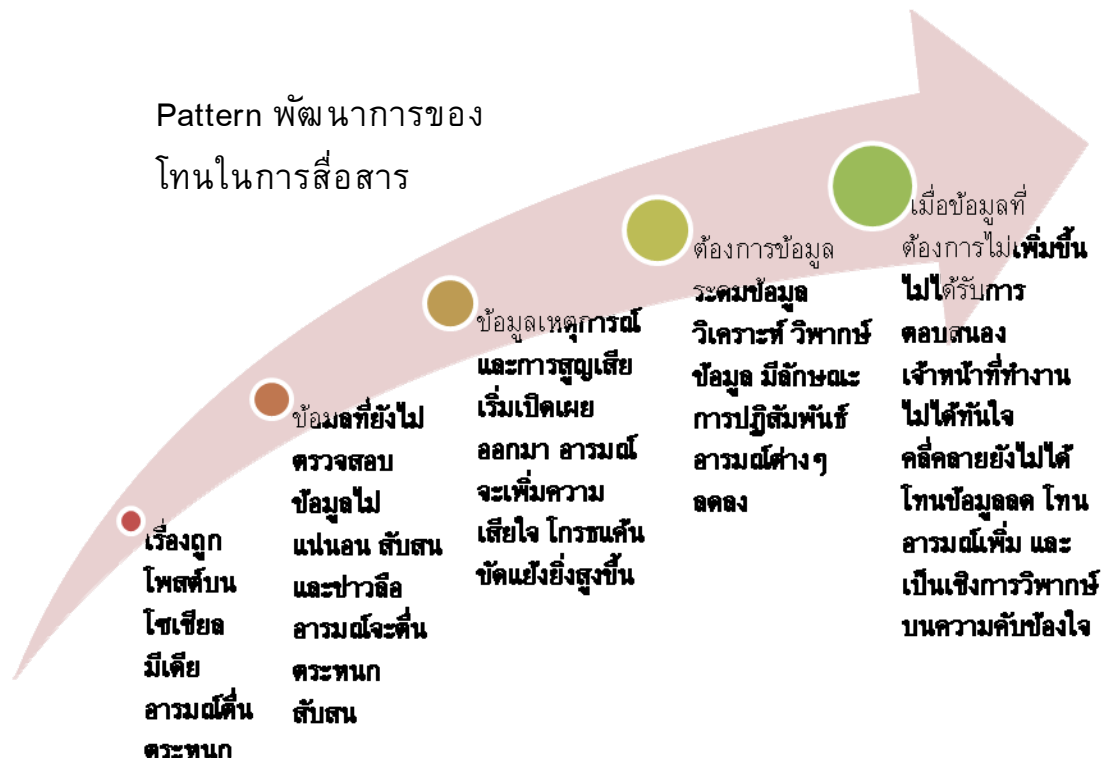 Pattern พัฒนาการของ
โทนในการสื่อสาร
เรื่องถูก
โพสต์บน
โซเชียล
มีเดีย
อารมณ์ตื่น
ตระหนก
ข้อมูลที่ยังไม่
ตรวจสอบ
ข้อมูลไม่
แน่นอน สับสน
และข่าวลือ
อารมณ์จะตื่น
ตระหนก
สับสน
ข้อมูลเหตุการณ์
และการสูญเสีย
เริ่มเปิดเผย
ออกมา อารมณ์
จะเพิ่มความ
เสียใจ โกรธแค้น
ขัดแย้งยิ่งสูงขึ้น
ต้องการข้อมูล
ระดมข้อมูล
วิเคราะห์ วิพากษ์
ข้อมูล มีลักษณะ
การปฏิสัมพันธ์
อารมณ์ต่างๆ
ลดลง
เมื่อข้อมูลที่
ต้องการไม่เพิ่มขึ้น
ไม่ได้รับการ
ตอบสนอง
เจ้าหน้าที่ทำงาน
ไม่ได้ทันใจ
คลี่คลายยังไม่ได้
โทนข้อมูลลด โทน
อารมณ์เพิ่ม และ
เป็นเชิงการวิพากษ์
บนความคับข้องใจ